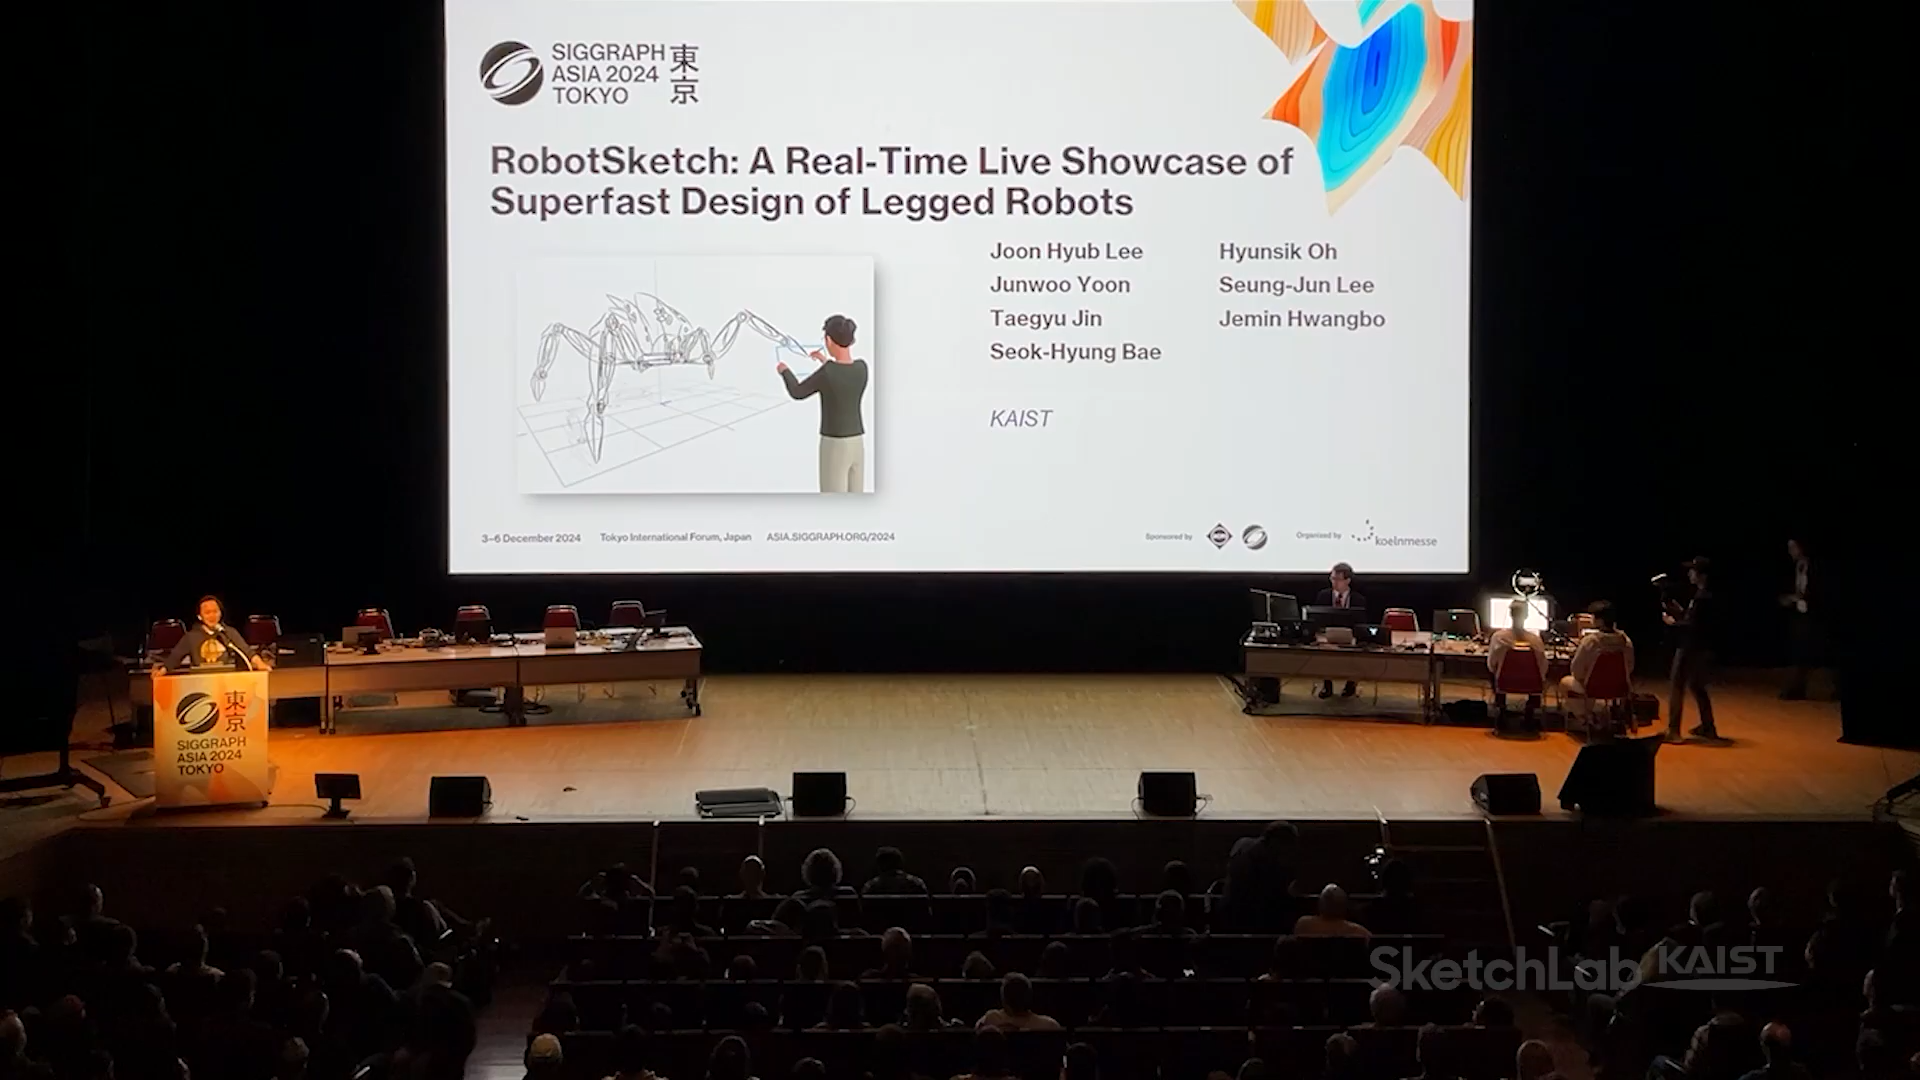 SIGGRAPH
ASIA 2024
TOKYO
東京
RobotSketch: A Real-Time Live Showcase of
Superfast Design of Legged Robots
Joon Hyub Lee
Junwoo Yoon
Taegyu Jin
Seok-Hyung Bae
Hyunsik Oh
Seung-Jun Lee
Jemin Hwangbo
KAIST
3–6 December 2024 Tokyo International Forum, Japan ASIA.SIGGRAPH.ORG/2024
Sponsored by
Organized by koelnmesse
東京
SIGGRAPH
ASIA 2024
TOKYO
SketchLab KAIST